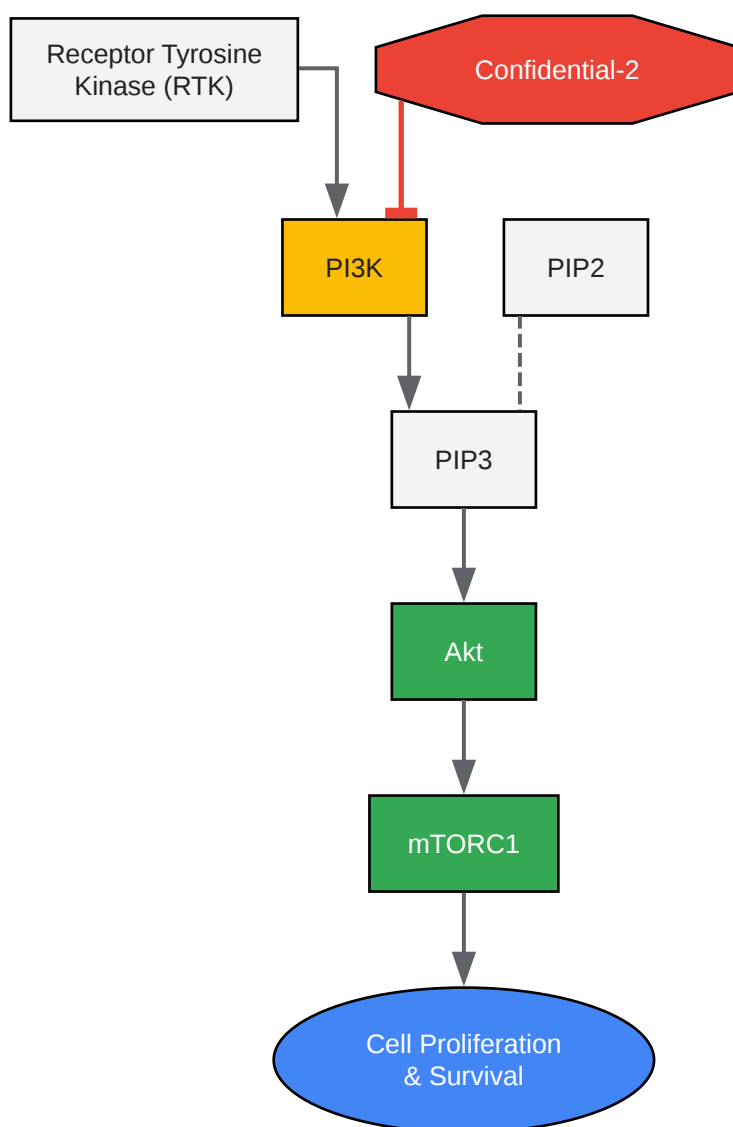 Receptor Tyrosine
Kinase (RTK)
Confidential-2
PI3K
PIP2
PIP3
Akt
mTORC1
Cell Proliferation
& Survival